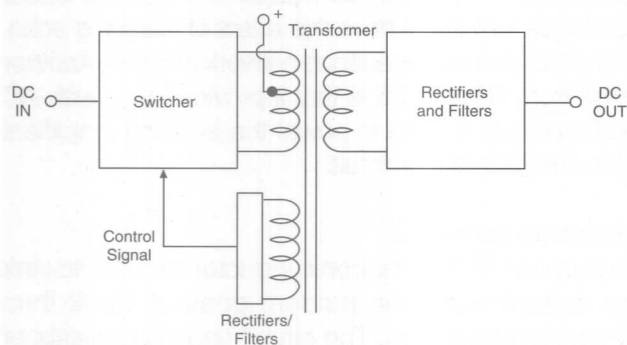 +
Transformer
DC
IN
Switcher
Rectifiers
and Filters
DC
OUT
Control
Signal
Rectifiers/
Filters